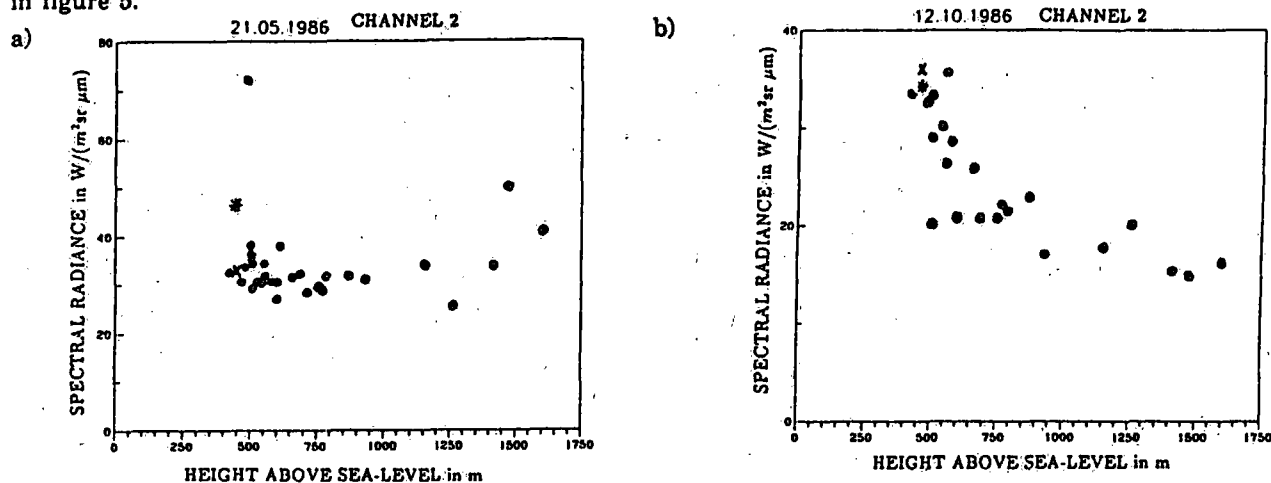 in figure 5.
a)
21.05.1986 CHANNEL 2
SPECTRAL RADIANCE in W/(m²sr µm)
80
60
40
20
0
0 250 500 750 1000 1250 1500 1750
HEIGHT ABOVE SEA-LEVEL in m
b)
12.10.1986 CHANNEL 2
SPECTRAL RADIANCE in W/(m²sr µm)
40
20
0
0 250 500 750 1000 1250 1500 1750
HEIGHT ABOVE SEA-LEVEL in m